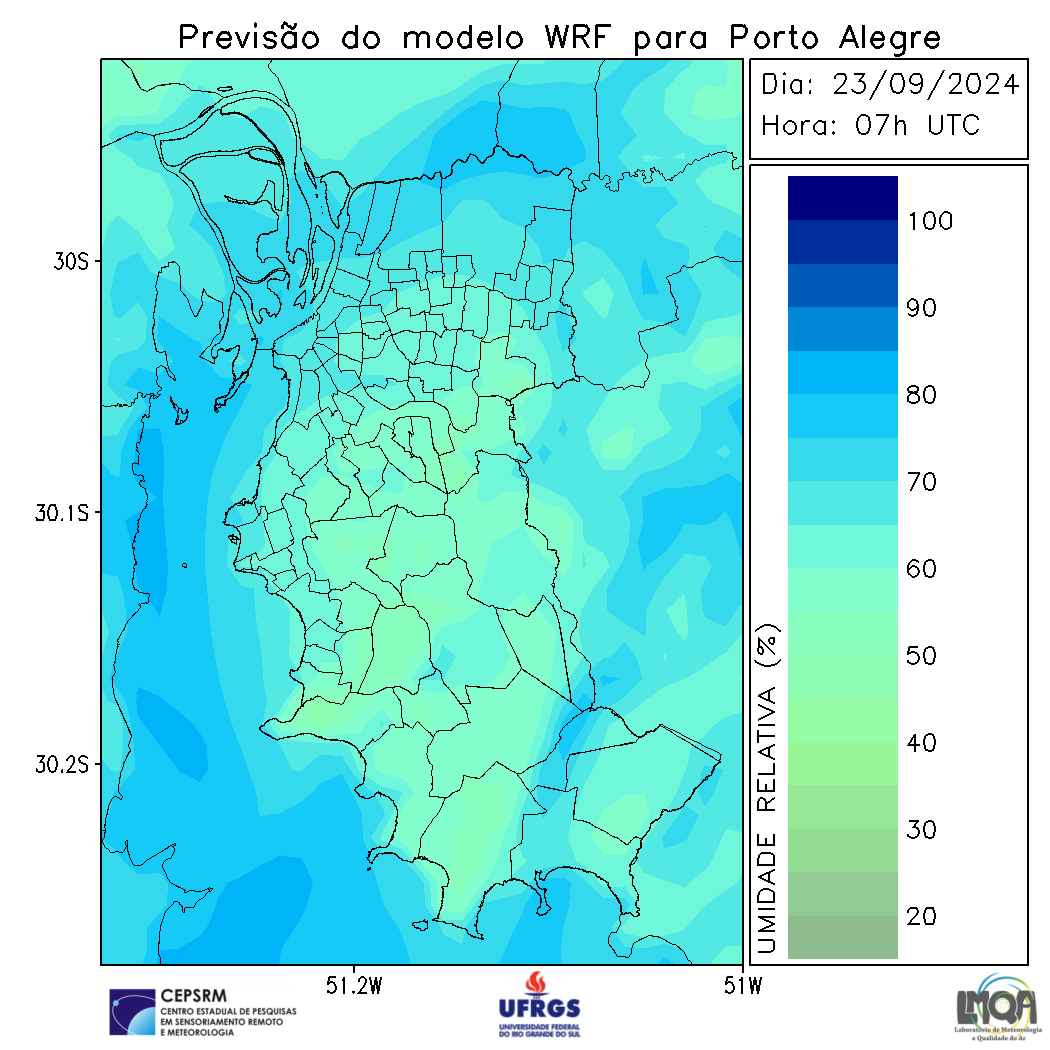 Previsão do modelo WRF para Porto Alegre
Dia: 23/09/2024
Hora: 07h UTC
30S
30.1S
30.2S
51.2W
51W
UMIDADE RELATIVA (%)
100
90
80
70
60
50
40
30
20
CEPSRM
CENTRO ESTADUAL DE PESQUISAS
EM SENSORIAMENTO REMOTO
E METEOROLOGIA
UFRGS
UNIVERSIDADE FEDERAL
DO RIO GRANDE DO SUL
LMQA
Laboratório de Meteorologia
e Qualidade do Ar